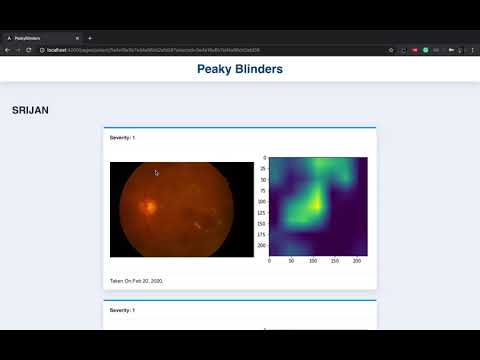 PeakyBlinders
Peaky Blinders
SRIJAN
Severity: 1
0
25
50
75
100
125
150
175
200
0 50 100 150 200
Taken On Feb 20, 2020
Severity: 1